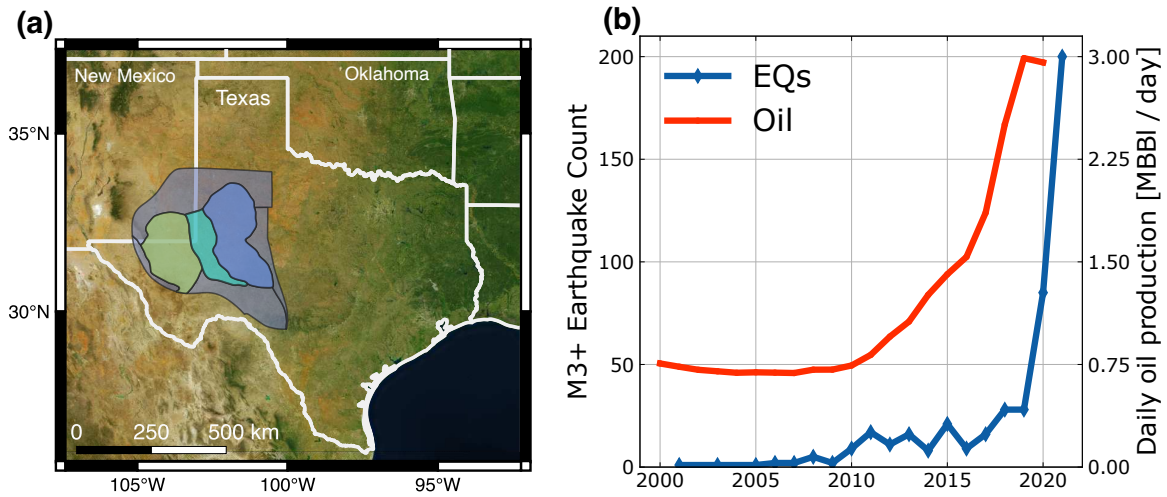 (a)
New Mexico
Oklahoma
Texas
35°N
30°N
0 250 500 km
105°W 100°W 95°W
(b)
M3+ Earthquake Count
200
150
100
50
0
EQs
Oil
3.00
2.25
1.50
0.75
0.00
Daily oil production [MBBl / day]
2000 2005 2010 2015 2020